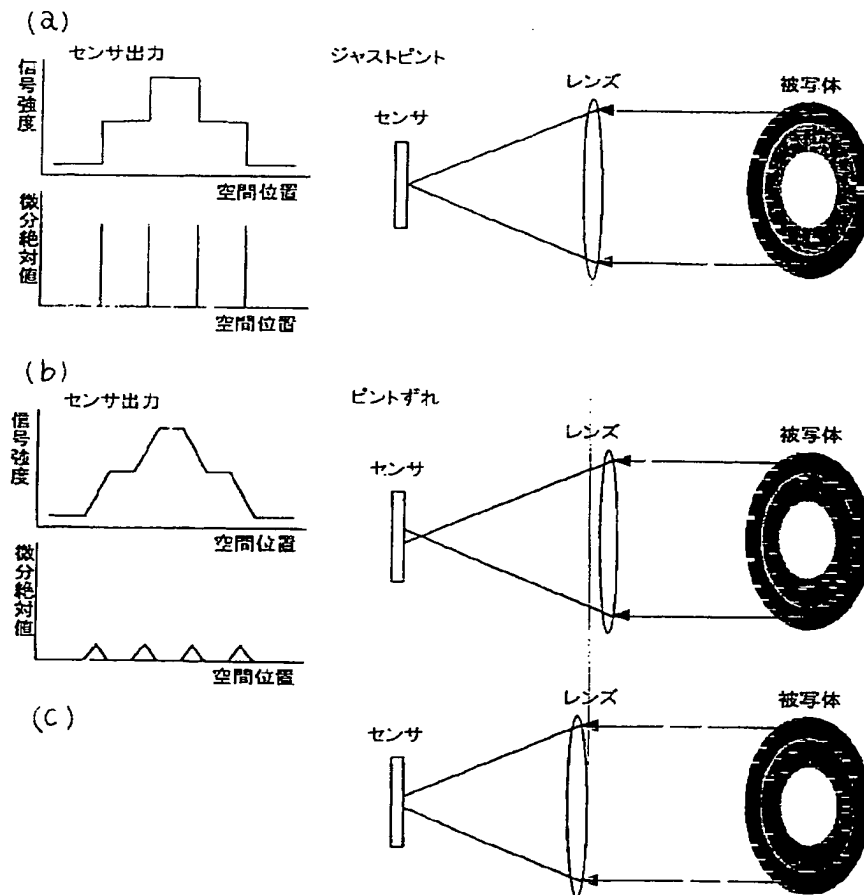 (a)
センサ出力
ジャストピント
信号強度
空間位置
微分絶対値
空間位置
センサ
レンズ
被写体
(b)
センサ出力
ピントずれ
信号強度
空間位置
微分絶対値
空間位置
センサ
レンズ
被写体
(c)
センサ
レンズ
被写体